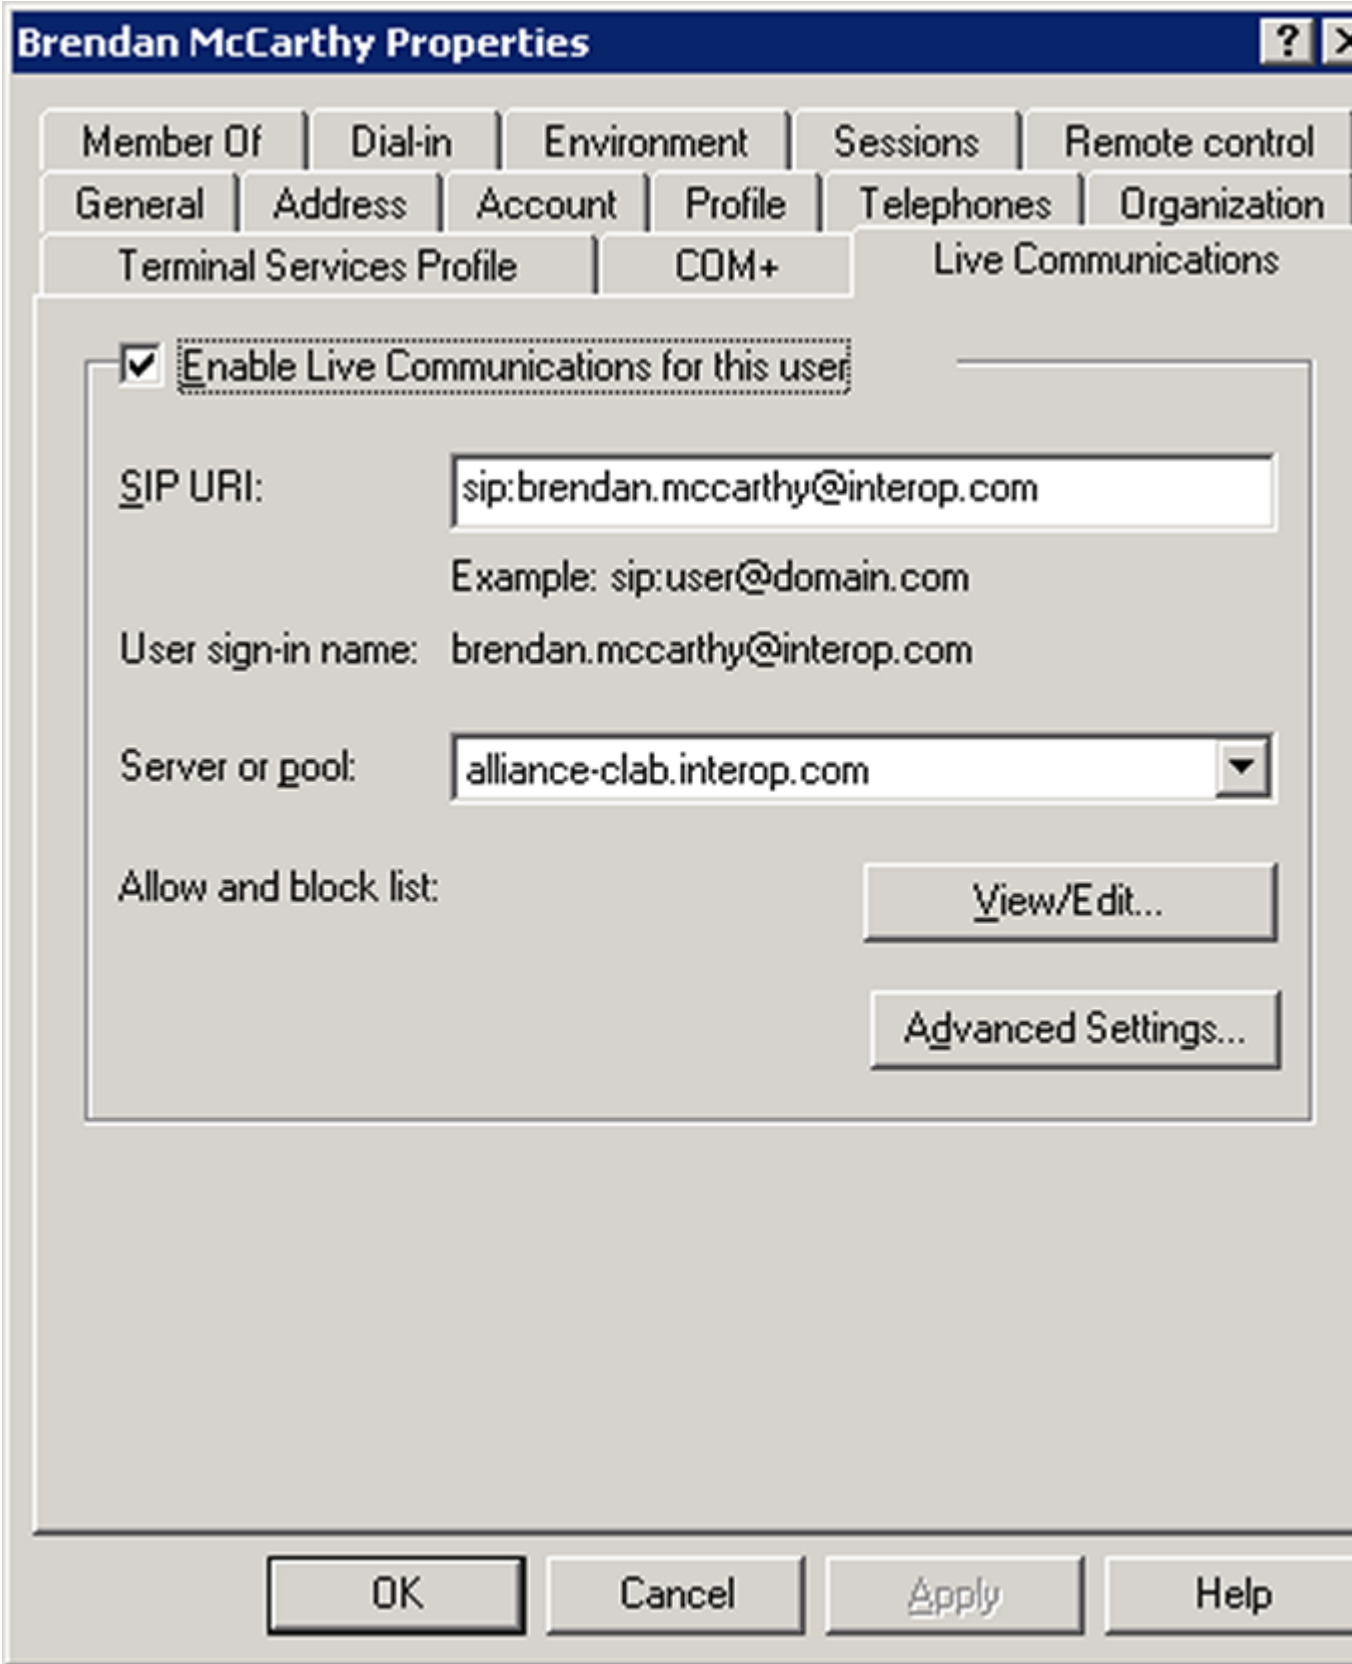 Brendan McCarthy Properties ?
Member Of Dial-in Environment Sessions Remote control
General Address Account Profile Telephones Organization
Terminal Services Profile COM+ Live Communications
Enable Live Communications for this user
SIP URI: sip:brendan.mccarthy@interop.com
Example: sip:user@domain.com
User sign-in name: brendan.mccarthy@interop.com
Server or pool: alliance-clab.interop.com
Allow and block list: View/Edit...
Advanced Settings...
OK Cancel Apply Help